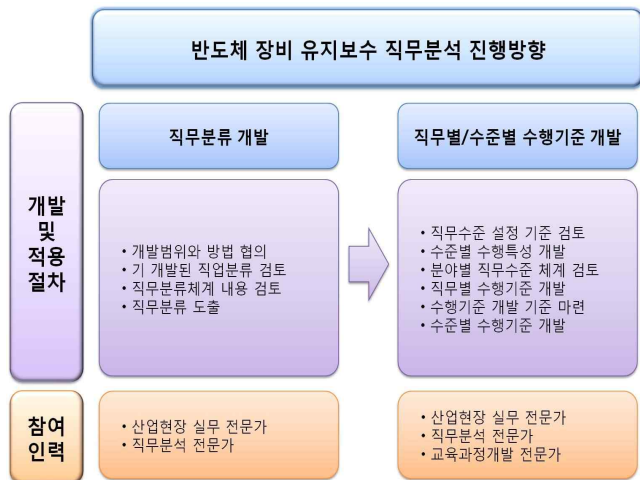 반도체 장비 유지보수 직무분석 진행방향
개발
및
적용
절차
직무분류 개발
• 개발범위와 방법 협의
• 기 개발된 직업분류 검토
• 직무분류체계 내용 검토
• 직무분류 도출
직무별/수준별 수행기준 개발
• 직무수준 설정 기준 검토
• 수준별 수행특성 개발
• 분야별 직무수준 체계 검토
• 직무별 수행기준 개발
• 수행기준 개발 기준 마련
• 수준별 수행기준 개발
참여
인력
• 산업현장 실무 전문가
• 직무분석 전문가
• 산업현장 실무 전문가
• 직무분석 전문가
• 교육과정개발 전문가